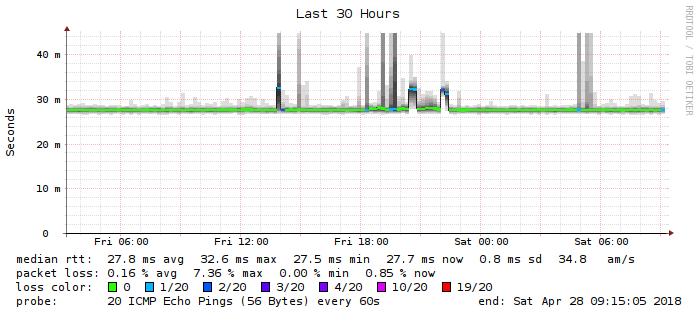 Last 30 Hours
RRDTOOL / TOBI OETIKER
Seconds
40 m
30 m
20 m
10 m
0
Fri 06:00 Fri 12:00 Fri 18:00 Sat 00:00 Sat 06:00
median rtt: 27.8 ms avg 32.6 ms max 27.5 ms min 27.7 ms now 0.8 ms sd 34.8 am/s
packet loss: 0.16 % avg 7.36 % max 0.00 % min 0.85 % now
loss color: 0 1/20 2/20 3/20 4/20 10/20 19/20
probe: 20 ICMP Echo Pings (56 Bytes) every 60s end: Sat Apr 28 09:15:05 2018